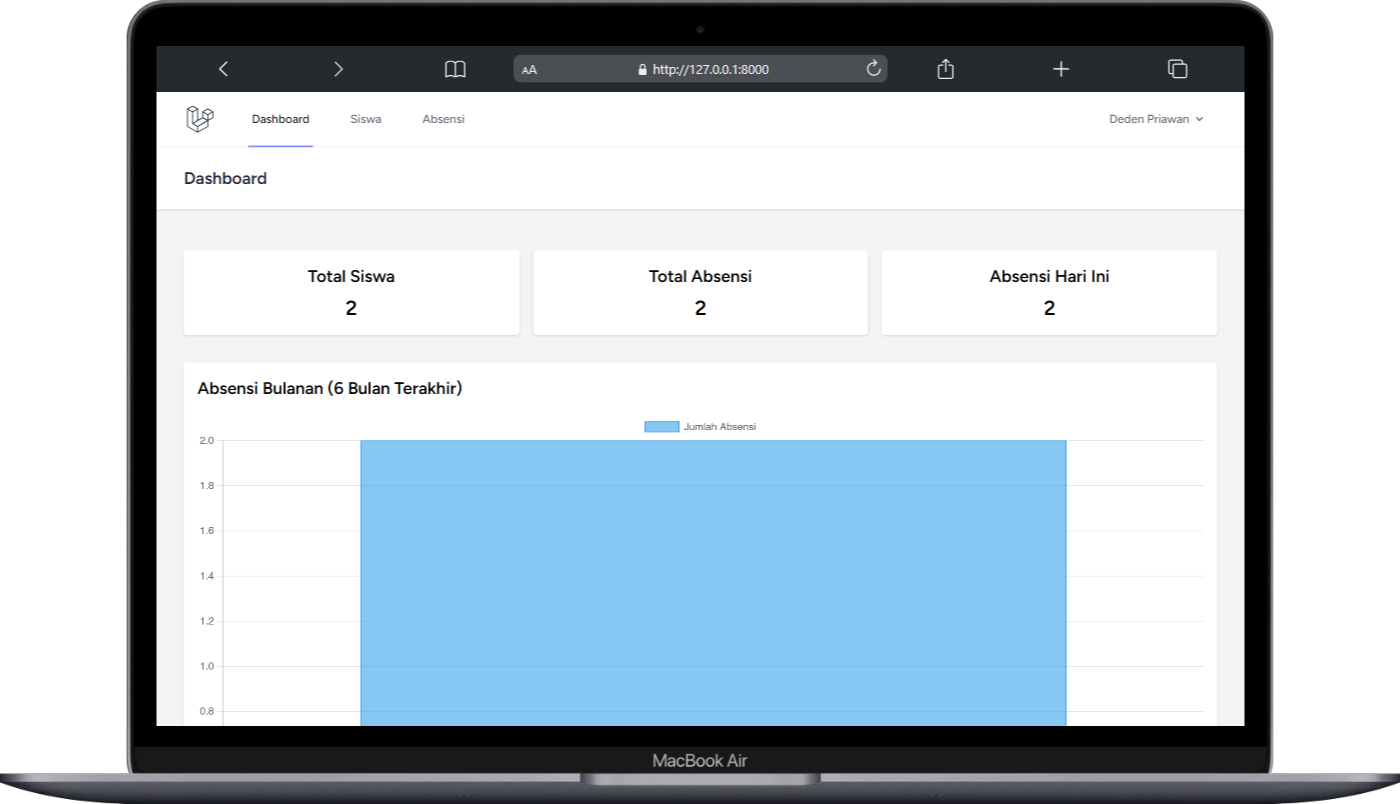 AA http://127.0.0.1:8000
Dashboard Siswa Absensi Deden Priawan
Dashboard
Total Siswa
2
Total Absensi
2
Absensi Hari Ini
2
Absensi Bulanan (6 Bulan Terakhir)
Jumlah Absensi
2.0
1.8
1.6
1.4
1.2
1.0
0.8
MacBook Air